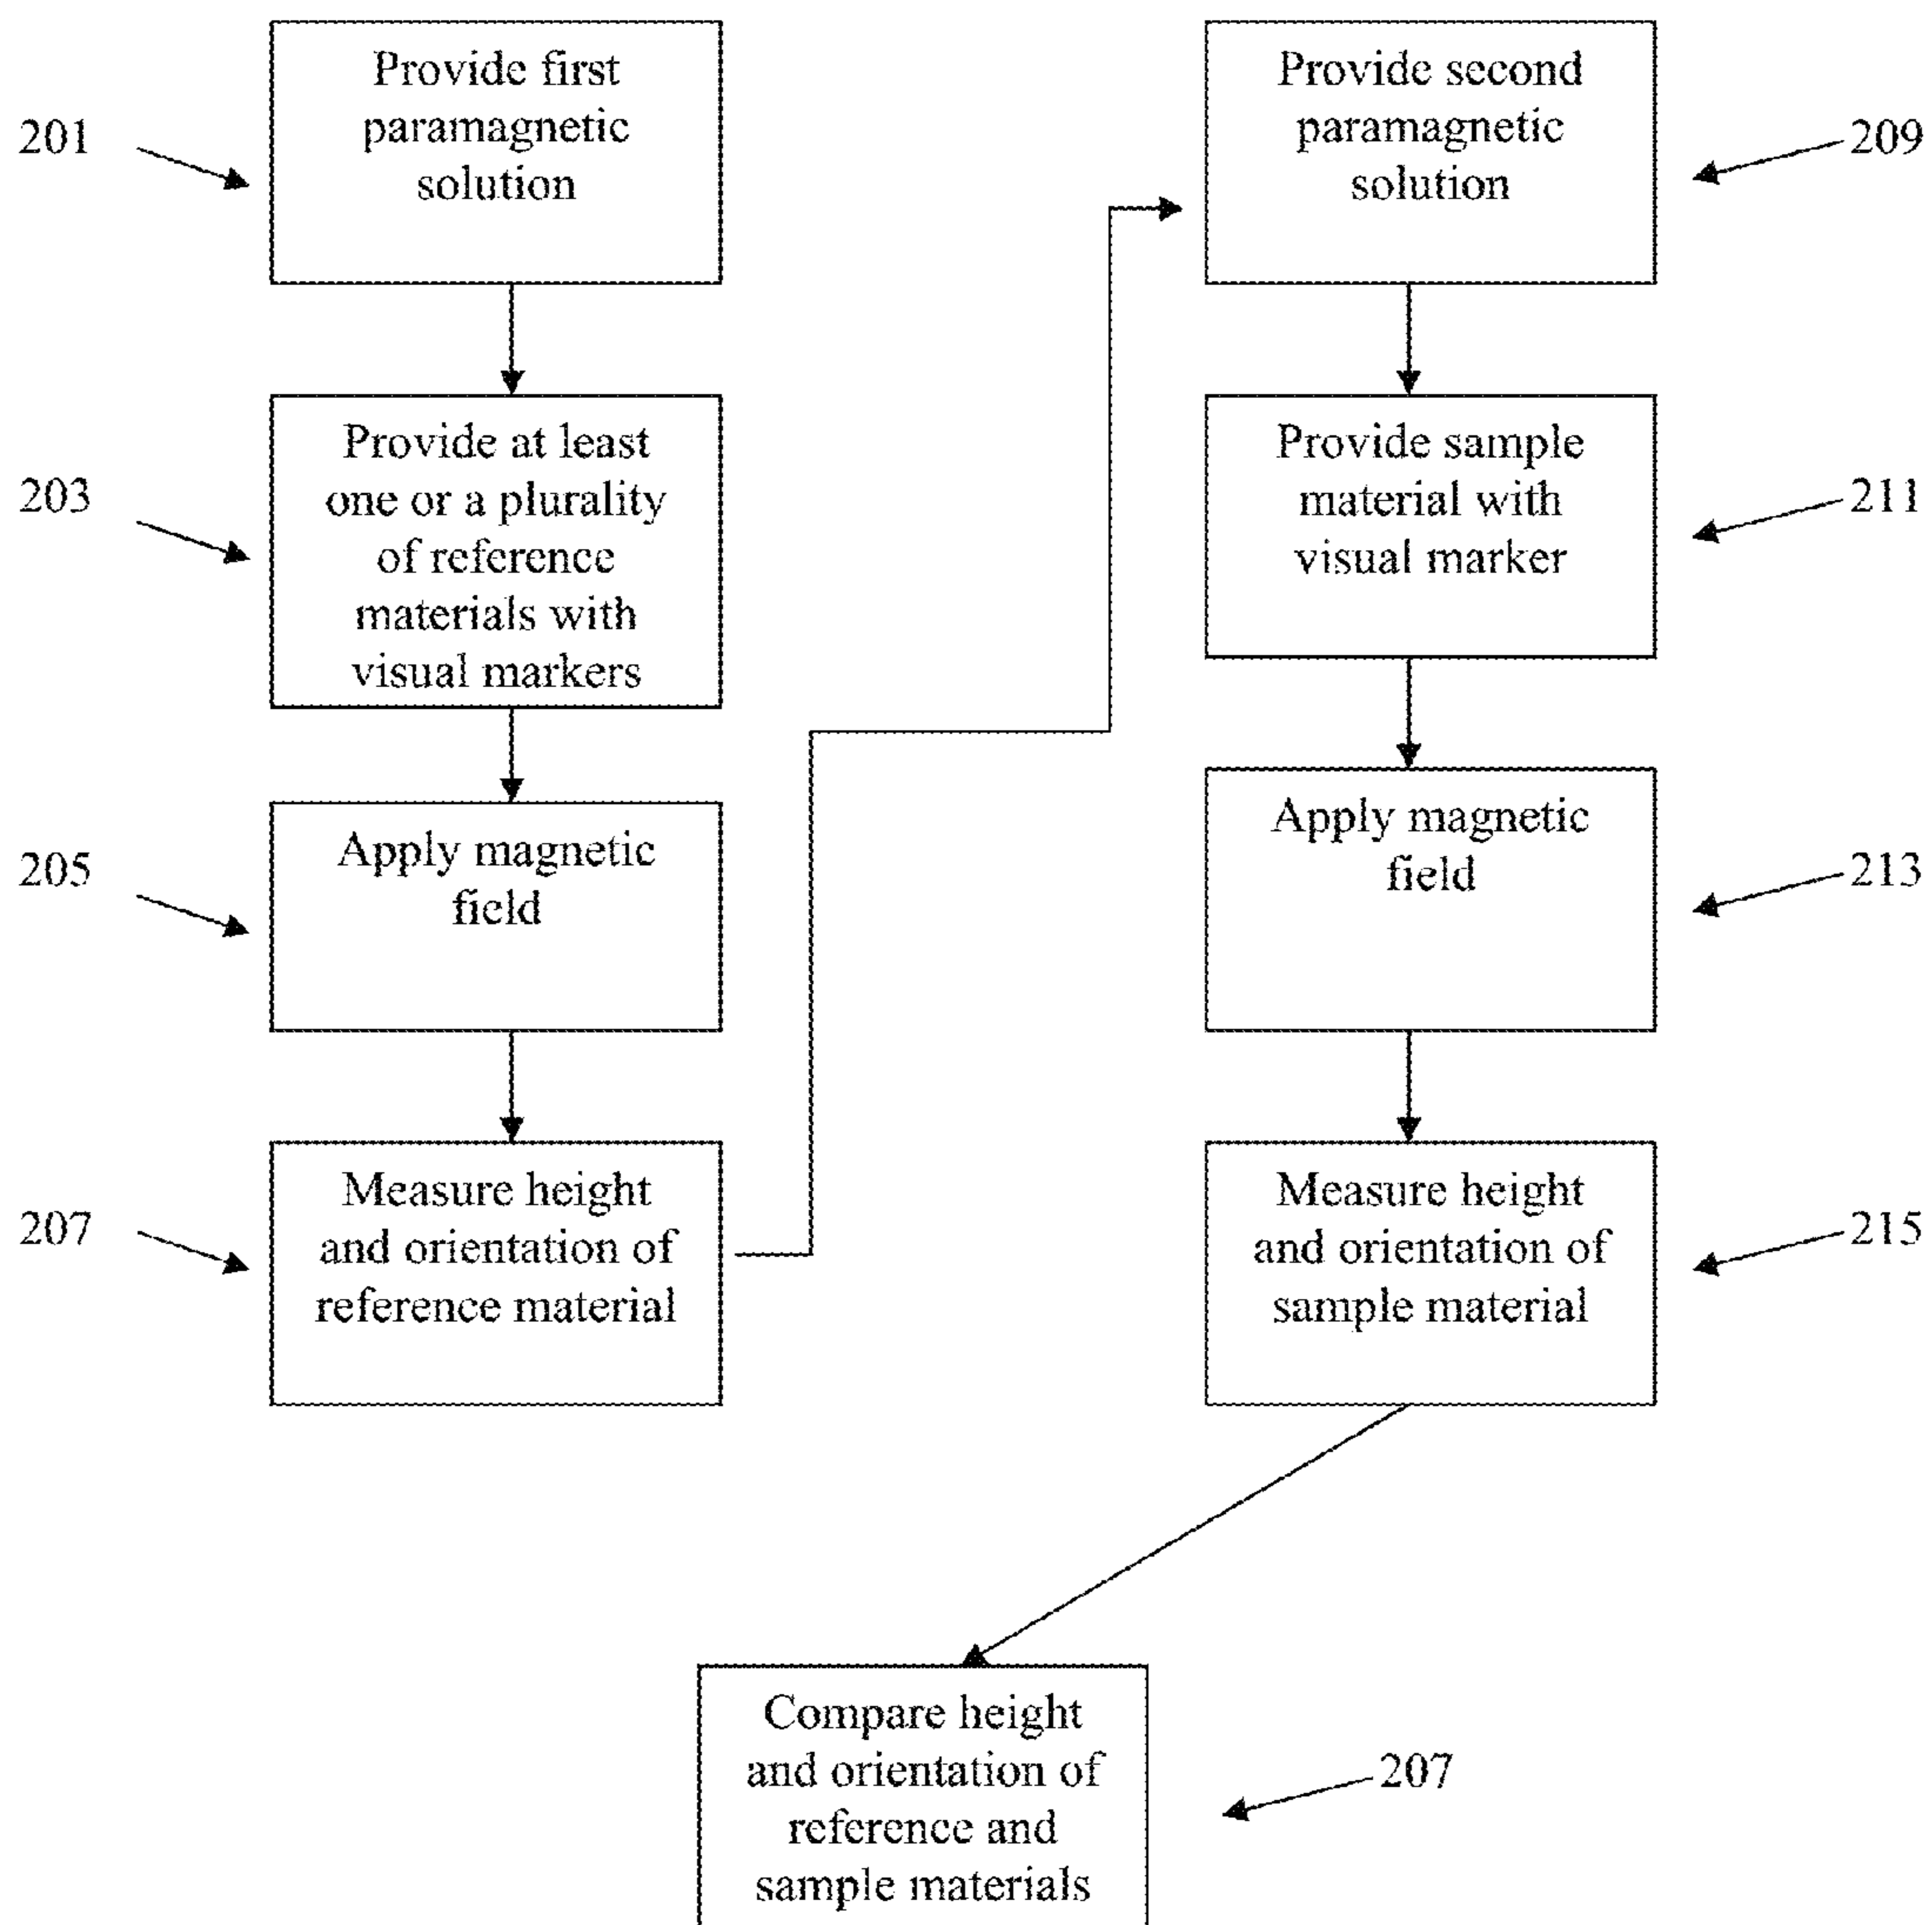 201
Provide first
paramagnetic
solution
203
Provide at least
one or a plurality
of reference
materials with
visual markers
205
Apply magnetic
field
207
Measure height
and orientation of
reference material
Provide second
paramagnetic
solution
209
Provide sample
material with
visual marker
211
Apply magnetic
field
213
Measure height
and orientation of
sample material
215
Compare height
and orientation of
reference and
sample materials
207